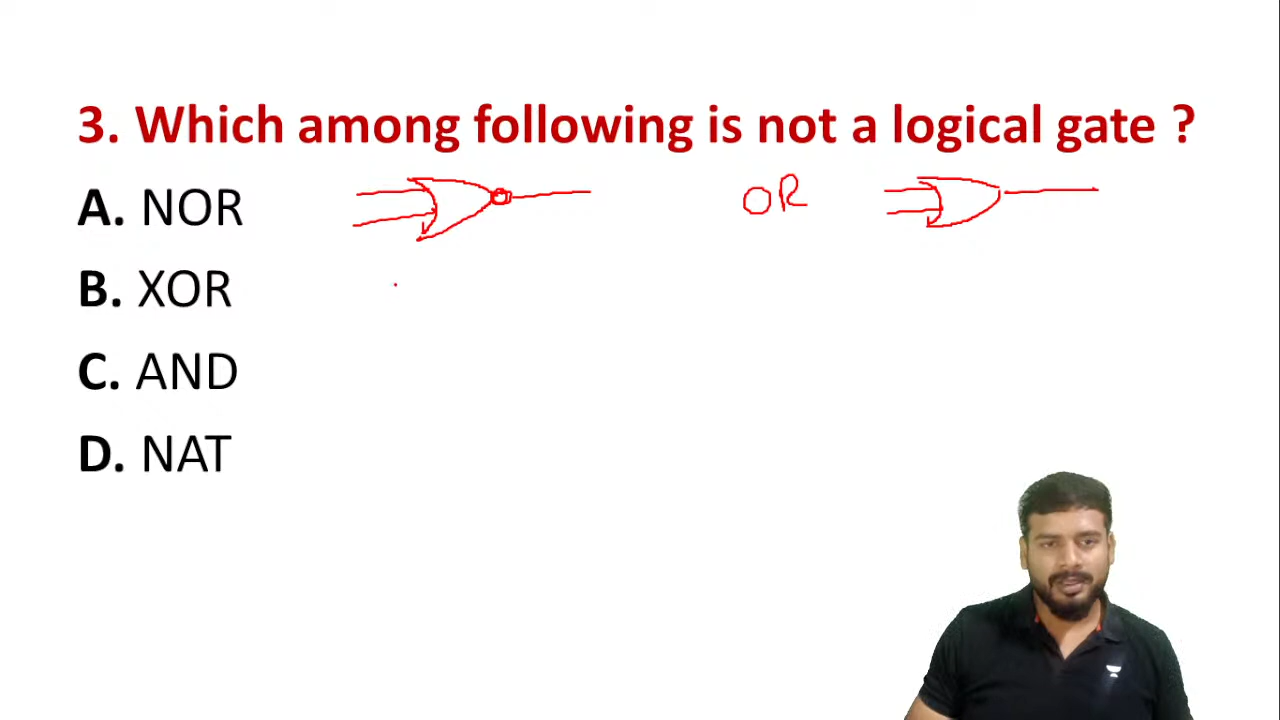 3. Which among following is not a logical gate ?
A. NOR
OR
B. XOR
C. AND
D. NAT